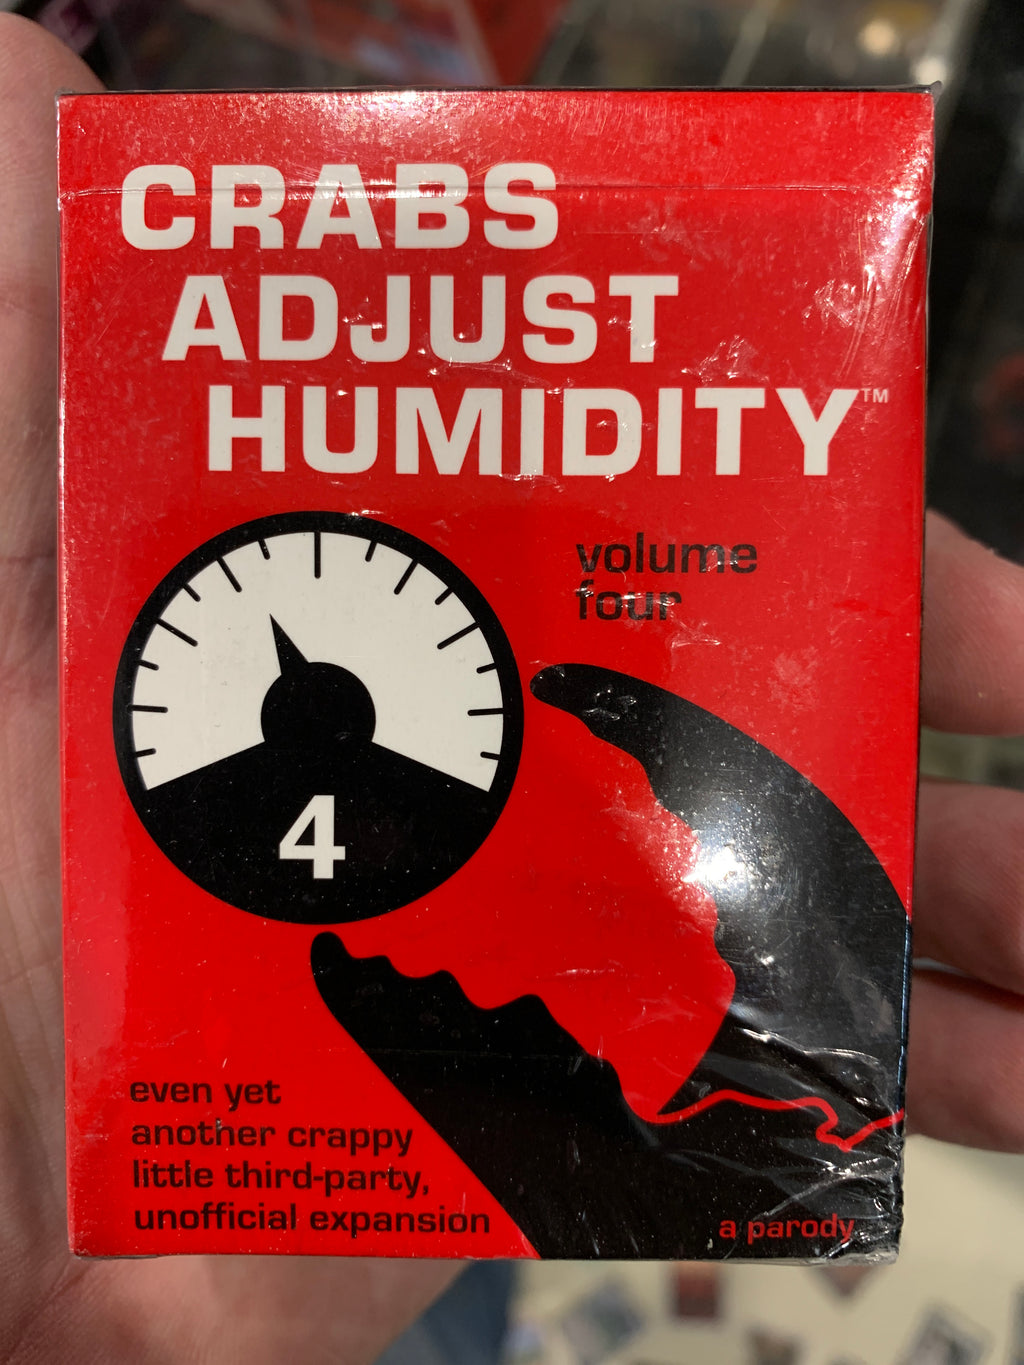 CRABS
ADJUST
HUMIDITY™
volume
four
4
even yet
another crappy
little third-party,
unofficial expansion
a parody